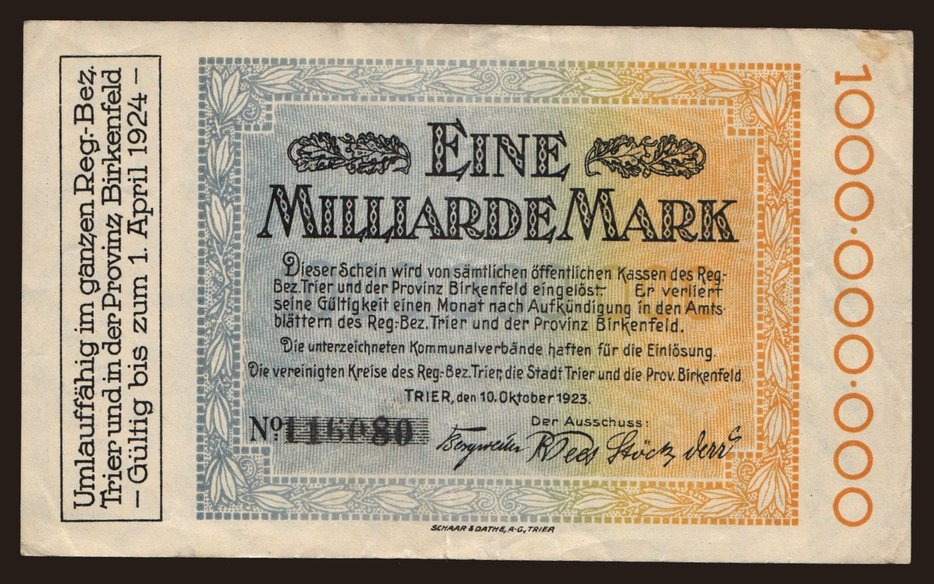 Umlauffähig im ganzen Reg.-Bez.
Trier und in der Provinz Birkenfeld
– Gültig bis zum 1. April 1924 –
EINE
MILLIARDE MARK
Dieser Schein wird von sämtlichen öffentlichen Kassen des Reg.-
Bez. Trier und der Provinz Birkenfeld eingelöst. Er verliert
seine Gültigkeit einen Monat nach Aufkündigung in den Amts-
blättern des Reg-Bez. Trier und der Provinz Birkenfeld.
Die unterzeichneten Kommunalverbände haften für die Einlösung.
Die vereinigten Kreise des Reg-Bez. Trier, die Stadt Trier und die Prov. Birkenfeld.
TRIER, den 10. Oktober 1923.
Der Ausschuss:
No: 116080
Stöck
SCHAAR & DATHE, A-G, TRIER
1000·000·000